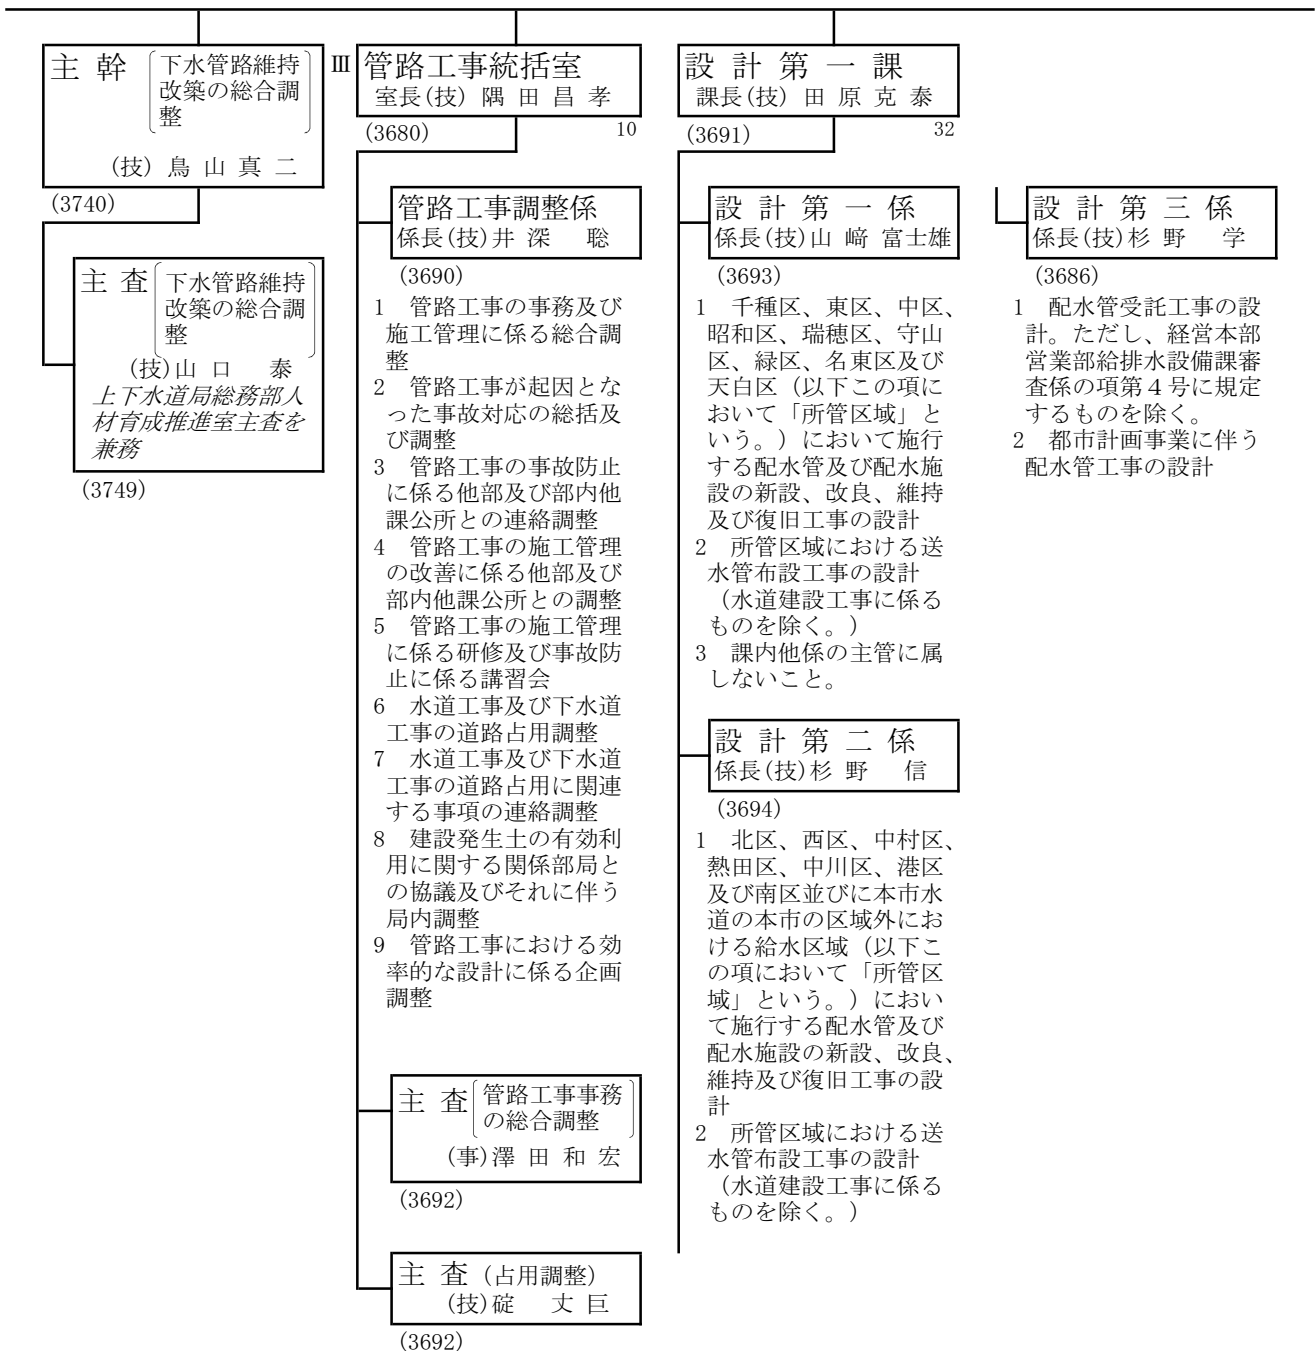 主 幹
下水管路維持
改築の総合調
整
(技) 鳥 山 真 二
(3740)
主 査
下水管路維持
改築の総合調
整
(技)山 口 泰
上下水道局総務部人
材育成推進室主査を
兼務
(3749)
Ⅲ
管路工事統括室
室長(技) 隅 田 昌 孝
(3680)
10
管路工事調整係
係長(技)井 深 聡
(3690)
1 管路工事の事務及び
施工管理に係る総合調
整
2 管路工事が起因とな
った事故対応の総括及
び調整
3 管路工事の事故防止
に係る他部及び部内他
課公所との連絡調整
4 管路工事の施工管理
の改善に係る他部及び
部内他課公所との調整
5 管路工事の施工管理
に係る研修及び事故防
止に係る講習会
6 水道工事及び下水道
工事の道路占用調整
7 水道工事及び下水道
工事の道路占用に関連
する事項の連絡調整
8 建設発生土の有効利
用に関する関係部局と
の協議及びそれに伴う
局内調整
9 管路工事における効
率的な設計に係る企画
調整
主 査
管路工事事務
の総合調整
(事)澤 田 和 宏
(3692)
主 査 (占用調整)
(技)碇 丈 巨
(3692)
設 計 第 一 課
課長(技) 田 原 克 泰
(3691)
32
設 計 第 一 係
係長(技)山 﨑 富士雄
(3693)
1 千種区、東区、中区、
昭和区、瑞穂区、守山
区、緑区、名東区及び
天白区（以下この項に
おいて「所管区域」と
いう。）において施行
する配水管及び配水施
設の新設、改良、維持
及び復旧工事の設計
2 所管区域における送
水管布設工事の設計
（水道建設工事に係る
ものを除く。）
3 課内他係の主管に属
しないこと。
設 計 第 二 係
係長(技)杉 野 信
(3694)
1 北区、西区、中村区、
熱田区、中川区、港区
及び南区並びに本市水
道の本市の区域外にお
ける給水区域（以下こ
の項において「所管区
域」という。）におい
て施行する配水管及び
配水施設の新設、改良、
維持及び復旧工事の設
計
2 所管区域における送
水管布設工事の設計
（水道建設工事に係る
ものを除く。）
設 計 第 三 係
係長(技)杉 野 学
(3686)
1 配水管受託工事の設
計。ただし、経営本部
営業部給排水設備課審
査係の項第４号に規定
するものを除く。
2 都市計画事業に伴う
配水管工事の設計